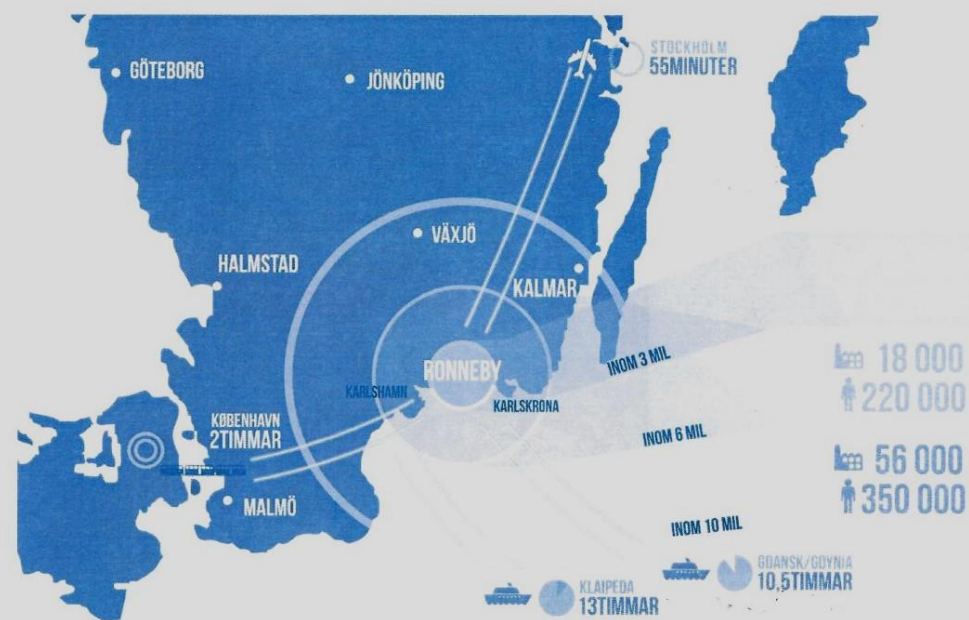 STOCKHOLM
55MINUTER
GÖTEBORG
JÖNKÖPING
VÄXJÖ
HALMSTAD
KALMAR
RONNEBY
INOM 3 MIL
KARLSHAMN
KARLSKRONA
18 000
220 000
KØBENHAVN
2TIMMAR
INOM 6 MIL
56 000
350 000
MALMÖ
INOM 10 MIL
GDANSK/GDYNIA
10,5TIMMAR
KLAIPEDA
13TIMMAR